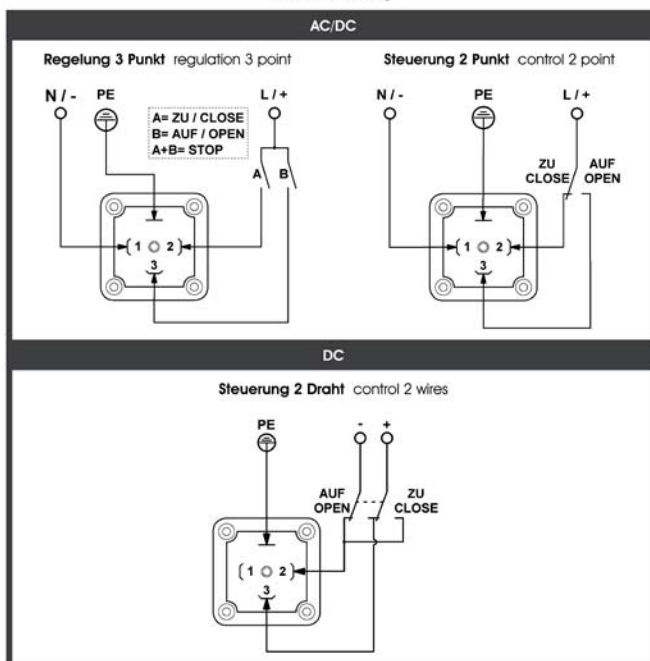 AC/DC
Regelung 3 Punkt regulation 3 point
N / -
PE
L / +
A= ZU / CLOSE
B= AUF / OPEN
A+B= STOP
A
B
1
2
3
Steuerung 2 Punkt control 2 point
N / -
PE
L / +
ZU
CLOSE
AUF
OPEN
1
2
3
DC
Steuerung 2 Draht control 2 wires
PE
-
+
AUF
OPEN
ZU
CLOSE
1
2
3